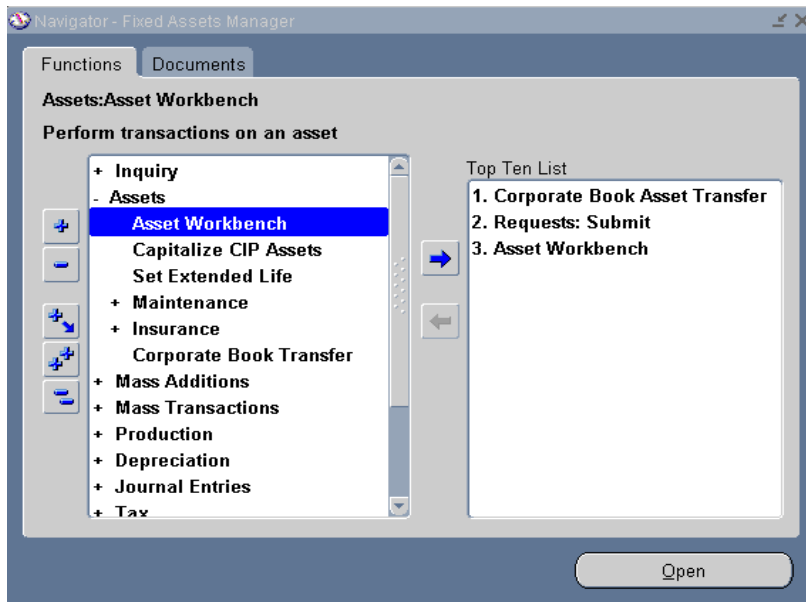 Navigator - Fixed Assets Manager
Functions
Documents
Assets:Asset Workbench
Perform transactions on an asset
+ Inquiry
- Assets
Asset Workbench
Capitalize CIP Assets
Set Extended Life
+ Maintenance
+ Insurance
Corporate Book Transfer
+ Mass Additions
+ Mass Transactions
+ Production
+ Depreciation
+ Journal Entries
+ Tax
Top Ten List
1. Corporate Book Asset Transfer
2. Requests: Submit
3. Asset Workbench
Open